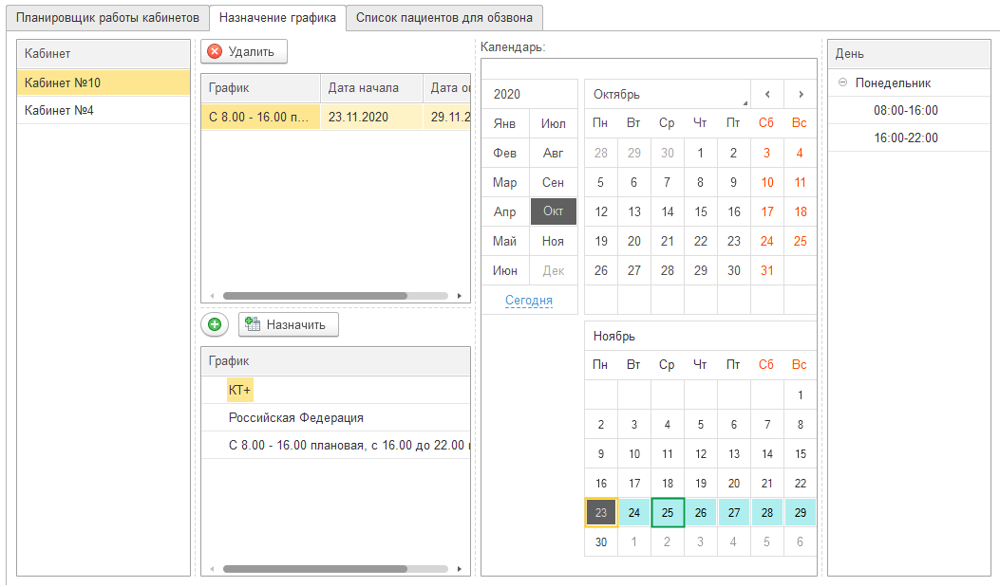 Планировщик работы кабинетов
Назначение графика
Список пациентов для обзвона
Кабинет
Кабинет №10
Кабинет №4
Удалить
График Дата начала Дата о
С 8.00 - 16.00 п... 23.11.2020 29.11.2
Назначить
График
КТ+
Российская Федерация
С 8.00 - 16.00 плановая, с 16.00 до 22.00
Календарь:
2020
Янв Июл
Фев Авг
Мар Сен
Апр Окт
Май Ноя
Июн Дек
Сегодня
Октябрь
Пн Вт Ср Чт Пт Сб Вс
28 29 30 1 2 3 4
5 6 7 8 9 10 11
12 13 14 15 16 17 18
19 20 21 22 23 24 25
26 27 28 29 30 31
Ноябрь
Пн Вт Ср Чт Пт Сб Вс
1
2 3 4 5 6 7 8
9 10 11 12 13 14 15
16 17 18 19 20 21 22
23 24 25 26 27 28 29
30 1 2 3 4 5 6
День
Понедельник
08:00-16:00
16:00-22:00